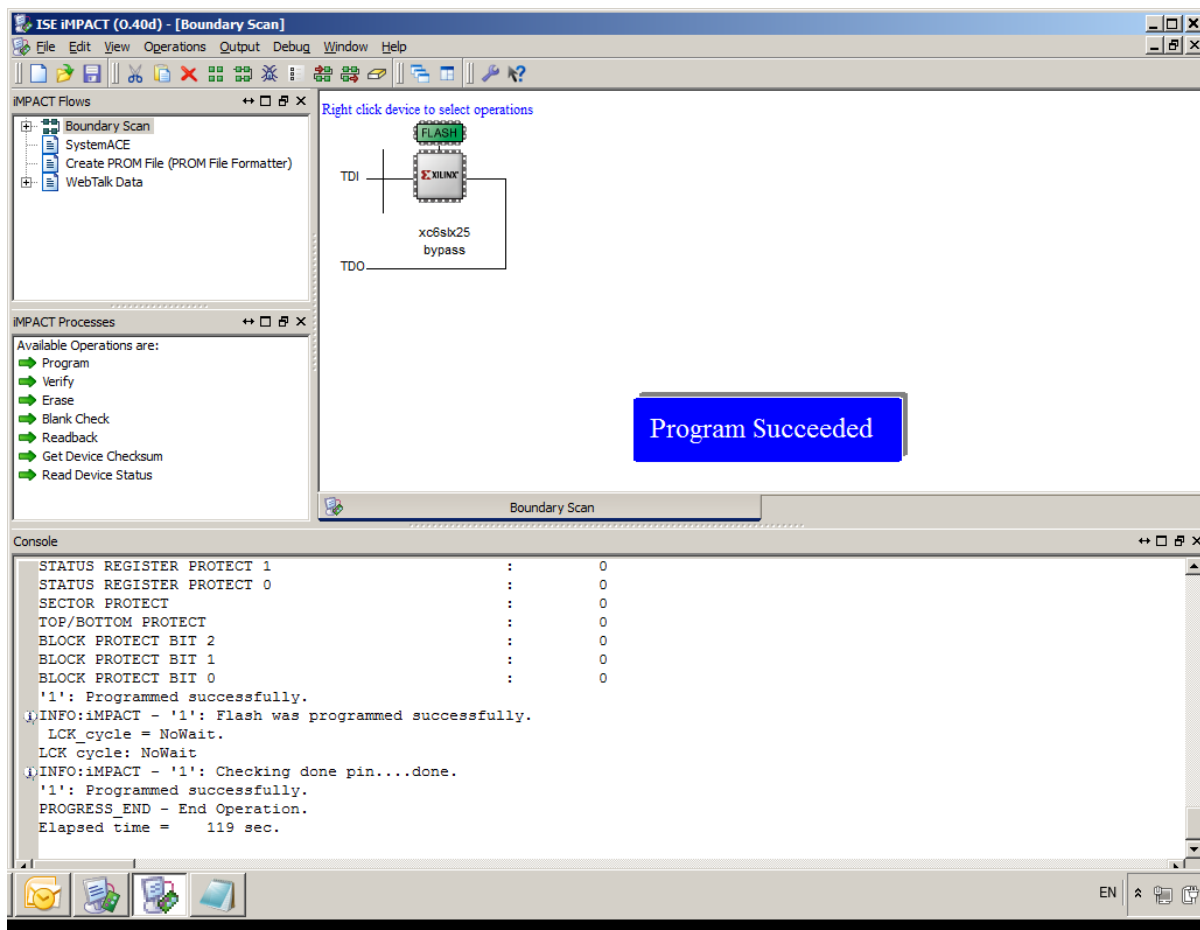 ISE iMPACT (0.40d) - [Boundary Scan]
File Edit View Operations Output Debug Window Help
iMPACT Flows
Boundary Scan
SystemACE
Create PROM File (PROM File Formatter)
WebTalk Data
iMPACT Processes
Available Operations are:
Program
Verify
Erase
Blank Check
Readback
Get Device Checksum
Read Device Status
Right click device to select operations
FLASH
TDI
XILINX
xc6slx25
bypass
TDO
Program Succeeded
Boundary Scan
Console
STATUS REGISTER PROTECT 1 : 0
STATUS REGISTER PROTECT 0 : 0
SECTOR PROTECT : 0
TOP/BOTTOM PROTECT : 0
BLOCK PROTECT BIT 2 : 0
BLOCK PROTECT BIT 1 : 0
BLOCK PROTECT BIT 0 : 0
'1': Programmed successfully.
INFO:iMPACT - '1': Flash was programmed successfully.
LCK_cycle = NoWait.
LCK cycle: NoWait
INFO:iMPACT - '1': Checking done pin....done.
'1': Programmed successfully.
PROGRESS_END - End Operation.
Elapsed time = 119 sec.
EN